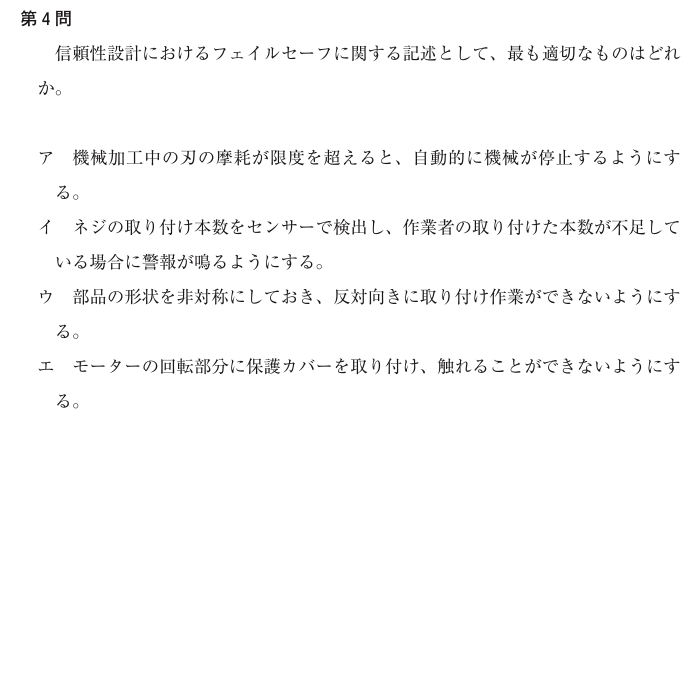 第 4 問
信頼性設計におけるフェイルセーフに関する記述として、最も適切なものはどれ
か。
ア　機械加工中の刃の摩耗が限度を超えると、自動的に機械が停止するようにす
る。
イ　ネジの取り付け本数をセンサーで検出し、作業者の取り付けた本数が不足して
いる場合に警報が鳴るようにする。
ウ　部品の形状を非対称にしておき、反対向きに取り付け作業ができないようにす
る。
エ　モーターの回転部分に保護カバーを取り付け、触れることができないようにす
る。